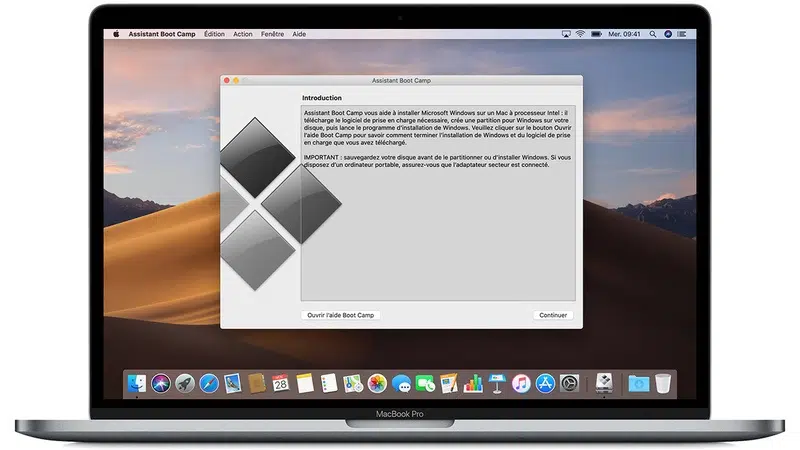 Assistant Boot Camp Édition Action Fenêtre Aide Mer. 09:41
Assistant Boot Camp
Introduction
Assistant Boot Camp vous aide à installer Microsoft Windows sur un Mac à processeur Intel : il
télécharge le logiciel de prise en charge nécessaire, crée une partition pour Windows sur votre
disque, puis lance le programme d'installation de Windows. Veuillez cliquer sur le bouton Ouvrir
l'aide Boot Camp pour savoir comment terminer l'installation de Windows et du logiciel de prise
en charge que vous avez téléchargé.
IMPORTANT : sauvegardez votre disque avant de le partitionner ou d'installer Windows. Si vous
disposez d'un ordinateur portable, assurez-vous que l'adaptateur secteur est connecté.
Ouvrir l'aide Boot Camp
Continuer
28
MacBook Pro